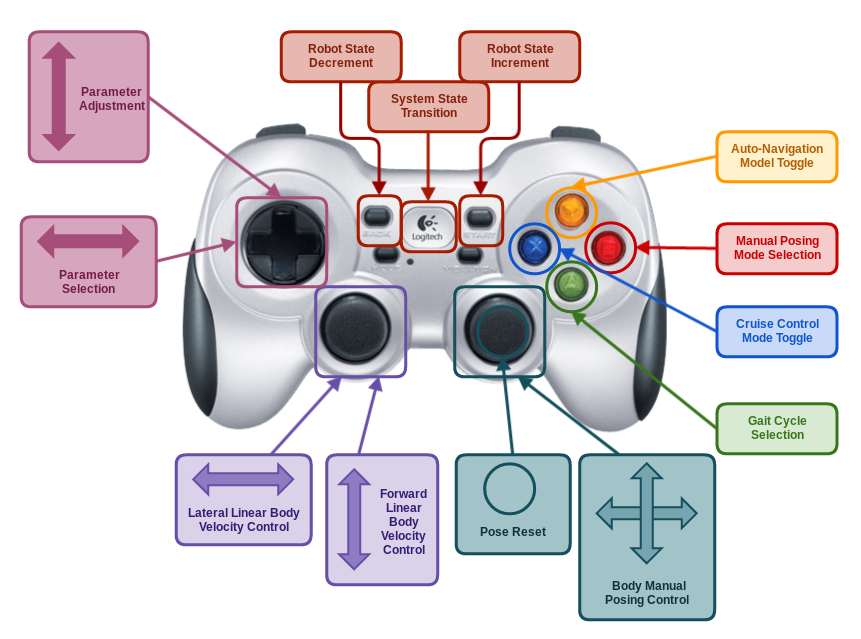 Robot State
Decrement
Robot State
Increment
System State
Transition
Parameter
Adjustment
Auto-Navigation
Model Toggle
Manual Posing
Mode Selection
Parameter
Selection
Cruise Control
Mode Toggle
Gait Cycle
Selection
BACK
Logitech
START
MODE
VIBRATION
Y
X
B
A
Lateral Linear Body
Velocity Control
Forward
Linear
Body
Velocity
Control
Pose Reset
Body Manual
Posing Control